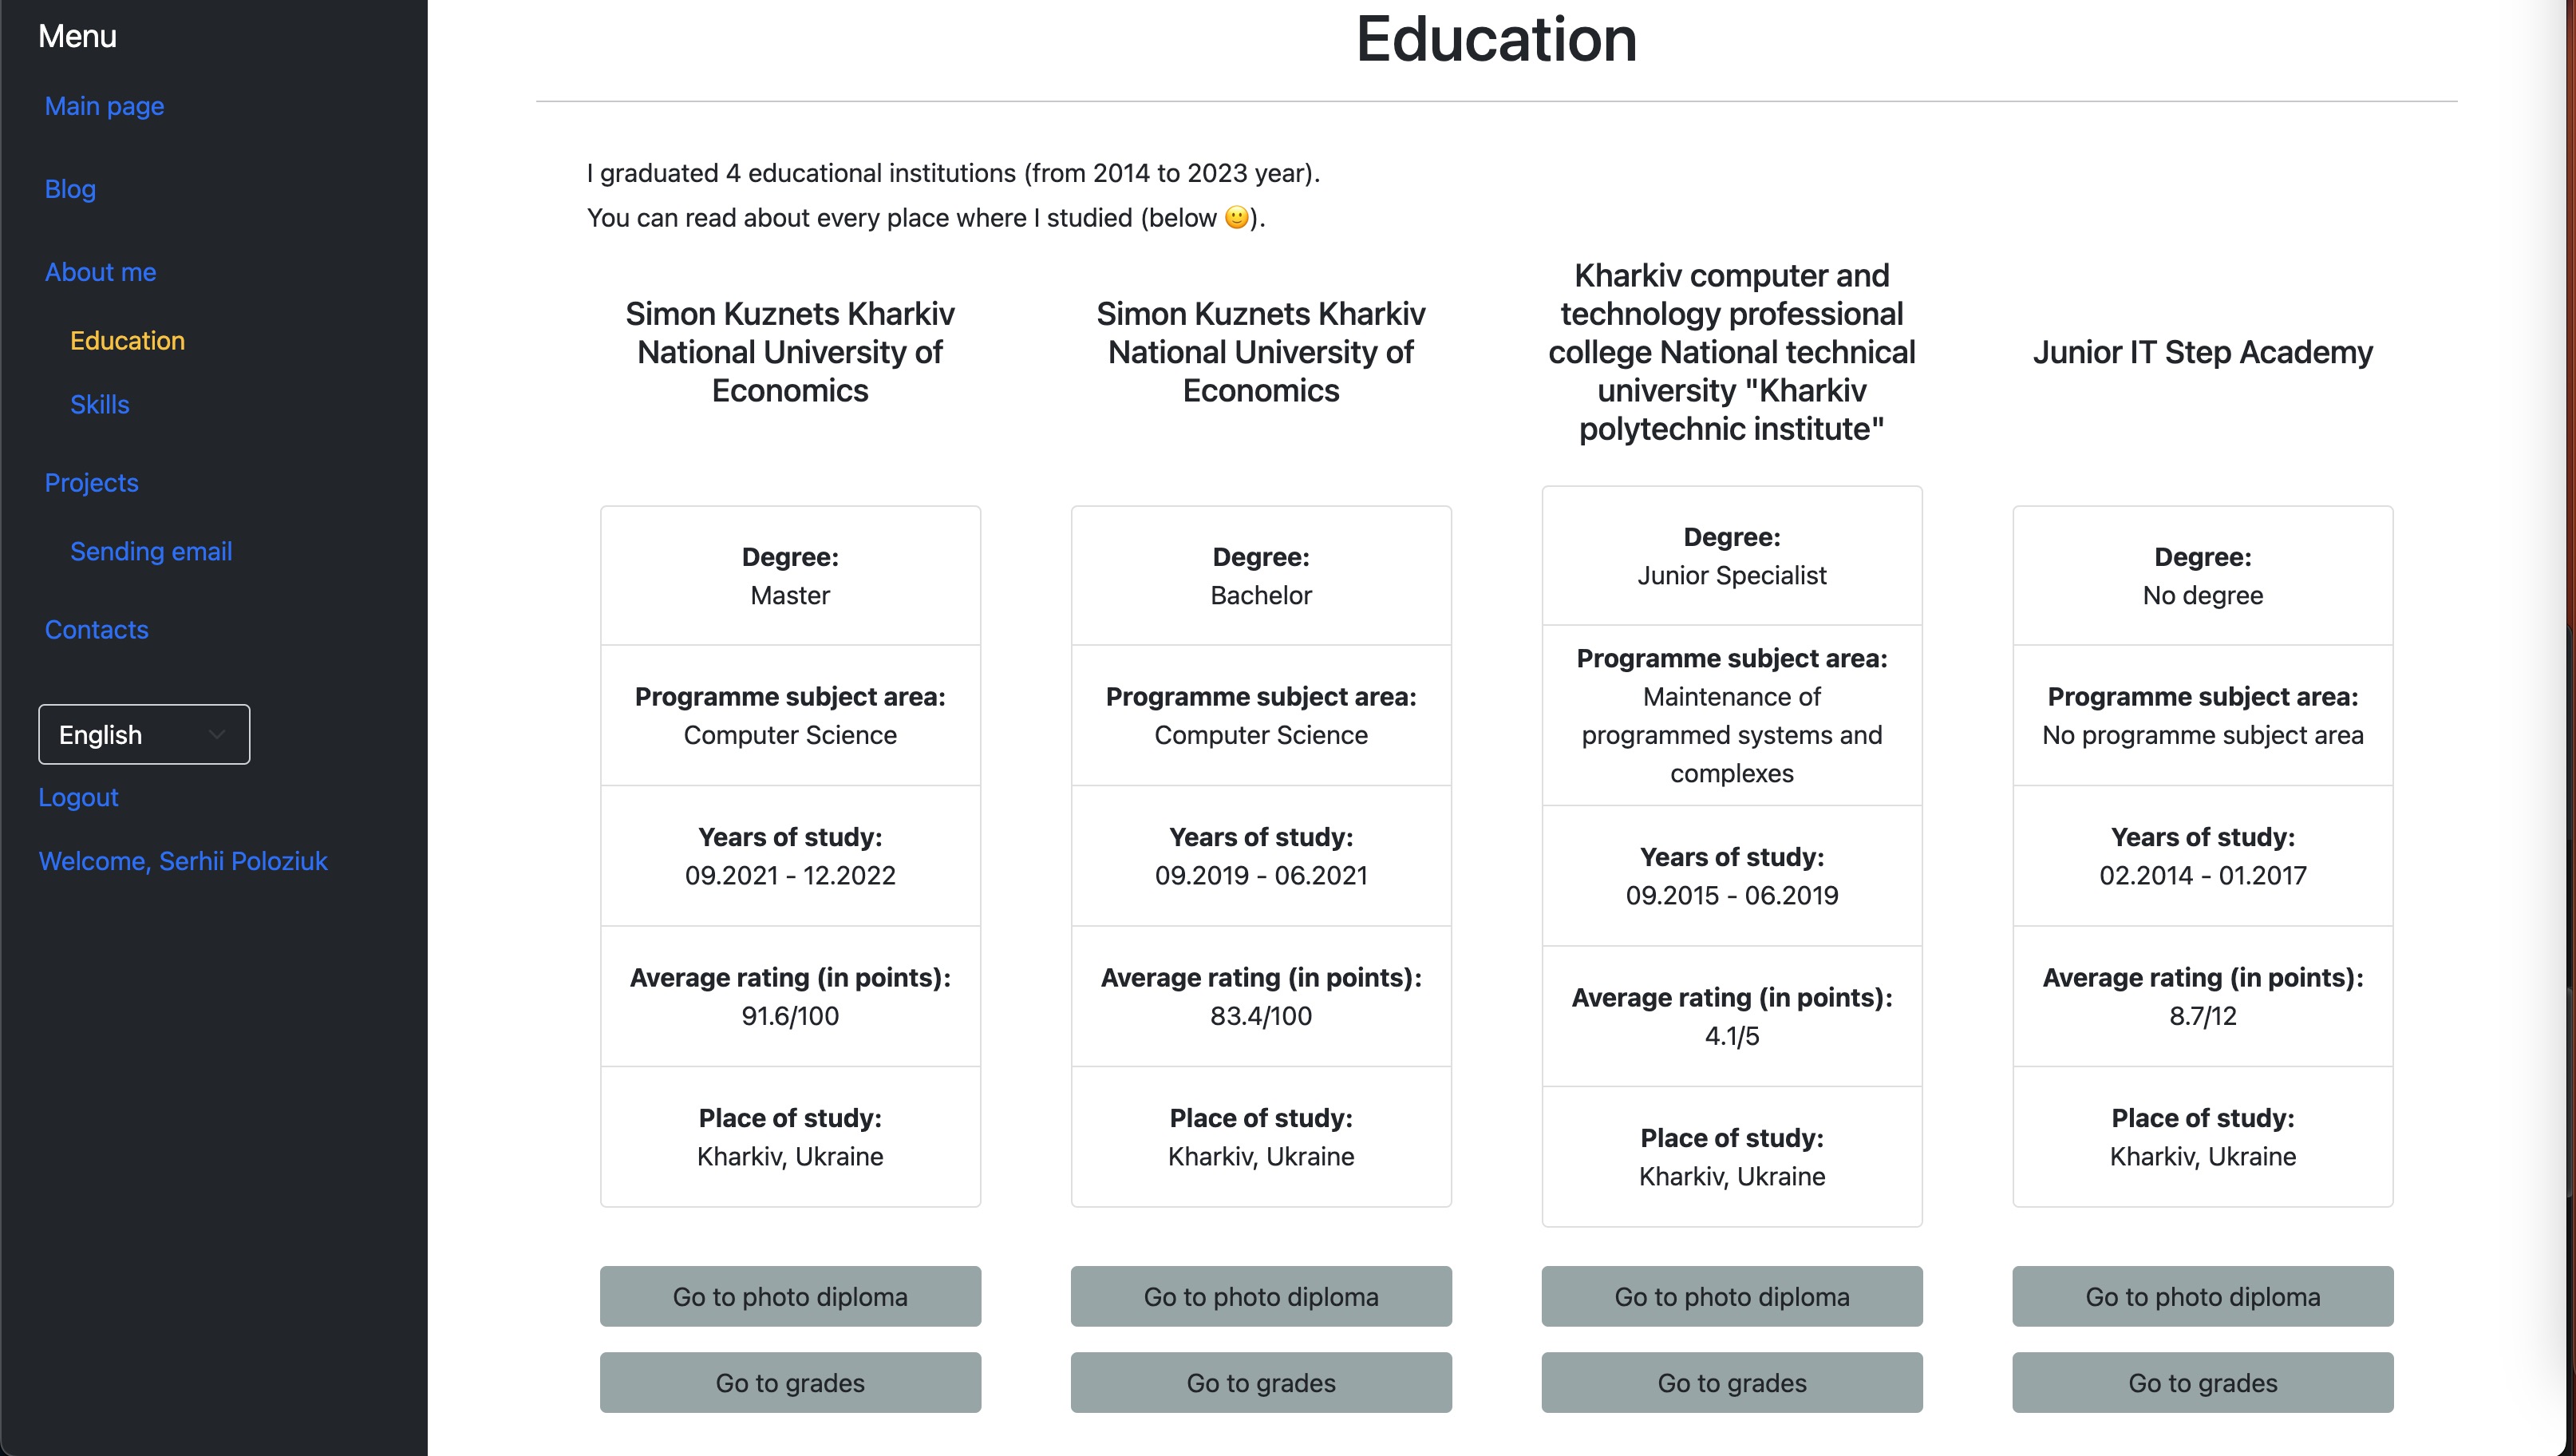 Menu
Main page
Blog
About me
Education
Skills
Projects
Sending email
Contacts
English
Logout
Welcome, Serhii Poloziuk
Education
I graduated 4 educational institutions (from 2014 to 2023 year).
You can read about every place where I studied (below 🙂).
Simon Kuznets Kharkiv
National University of
Economics
Degree:
Master
Programme subject area:
Computer Science
Years of study:
09.2021 - 12.2022
Average rating (in points):
91.6/100
Place of study:
Kharkiv, Ukraine
Go to photo diploma
Go to grades
Simon Kuznets Kharkiv
National University of
Economics
Degree:
Bachelor
Programme subject area:
Computer Science
Years of study:
09.2019 - 06.2021
Average rating (in points):
83.4/100
Place of study:
Kharkiv, Ukraine
Go to photo diploma
Go to grades
Kharkiv computer and
technology professional
college National technical
university "Kharkiv
polytechnic institute"
Degree:
Junior Specialist
Programme subject area:
Maintenance of
programmed systems and
complexes
Years of study:
09.2015 - 06.2019
Average rating (in points):
4.1/5
Place of study:
Kharkiv, Ukraine
Go to photo diploma
Go to grades
Junior IT Step Academy
Degree:
No degree
Programme subject area:
No programme subject area
Years of study:
02.2014 - 01.2017
Average rating (in points):
8.7/12
Place of study:
Kharkiv, Ukraine
Go to photo diploma
Go to grades